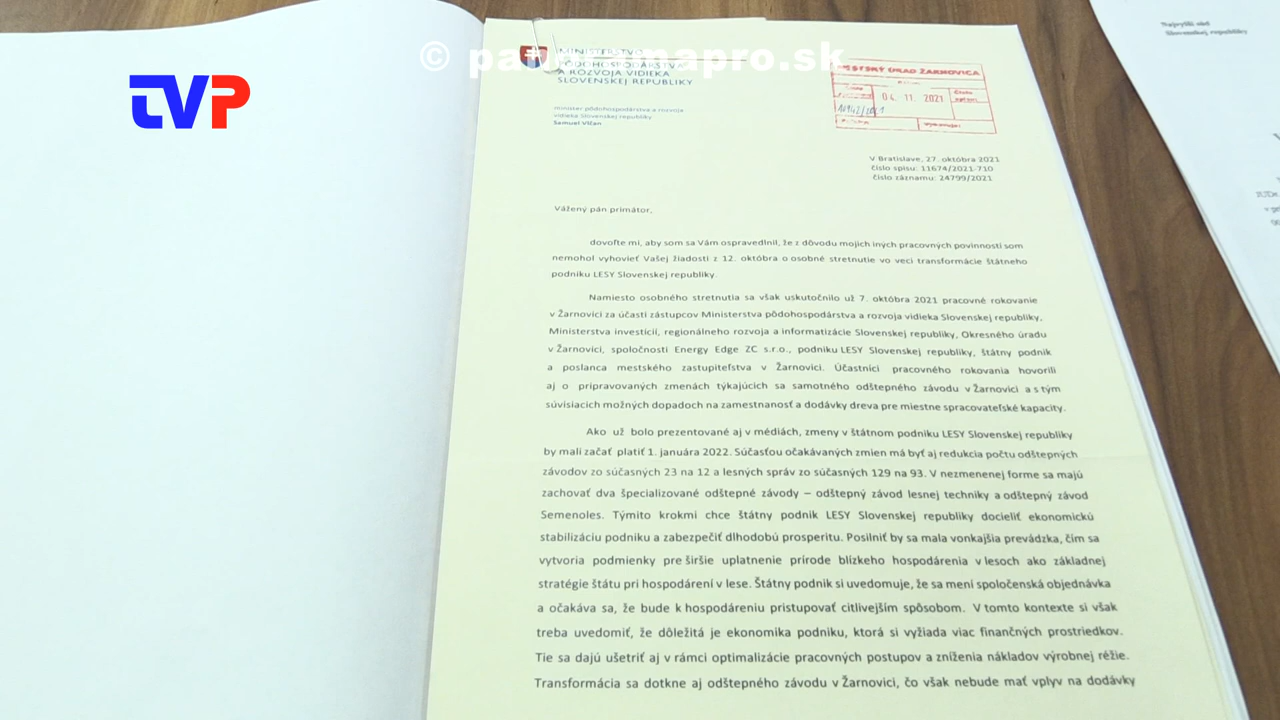 TVP
© pa
mapro.sk
MINISTERSTVO
PÔDOHOSPODÁRSTVA
A ROZVOJA VIDIEKA
SLOVENSKEJ REPUBLIKY
minister pôdohospodárstva a rozvoja
vidieka Slovenskej republiky
Samuel Vlčan
MESTSKÝ ÚRAD ŽARNOVICA
04. 11. 2021
Vybavuje:
Najvyšší súd
Slovenskej republiky
V Bratislave, 27. októbra 2021
číslo spisu: 11674/2021-710
číslo záznamu: 24799/2021
Vážený pán primátor,
dovoľte mi, aby som sa Vám ospravedlnil, že z dôvodu mojich iných pracovných povinností som
nemohol vyhovieť Vašej žiadosti z 12. októbra o osobné stretnutie vo veci transformácie štátneho
podniku LESY Slovenskej republiky.
Namiesto osobného stretnutia sa však uskutočnilo už 7. októbra 2021 pracovné rokovanie
v Žarnovici za účasti zástupcov Ministerstva pôdohospodárstva a rozvoja vidieka Slovenskej republiky,
Ministerstva investícií, regionálneho rozvoja a informatizácie Slovenskej republiky, Okresného úradu
v Žarnovici, spoločnosti Energy Edge ZC s.r.o., podniku LESY Slovenskej republiky, štátny podnik
a poslanca mestského zastupiteľstva v Žarnovici. Účastníci pracovného rokovania hovorili
aj o pripravovaných zmenách týkajúcich sa samotného odštepného závodu v Žarnovici a s tým
súvisiacich možných dopadoch na zamestnanosť a dodávky dreva pre miestne spracovateľské kapacity.
Ako už bolo prezentované aj v médiách, zmeny v štátnom podniku LESY Slovenskej republiky
by mali začať platiť 1. januára 2022. Súčasťou očakávaných zmien má byť aj redukcia počtu odštepných
závodov zo súčasných 23 na 12 a lesných správ zo súčasných 129 na 93. V nezmenenej forme sa majú
zachovať dva špecializované odštepné závody – odštepný závod lesnej techniky a odštepný závod
Semenoles. Týmito krokmi chce štátny podnik LESY Slovenskej republiky docieliť ekonomickú
stabilizáciu podniku a zabezpečiť dlhodobú prosperitu. Posilniť by sa mala vonkajšia prevádzka, čím sa
vytvoria podmienky pre širšie uplatnenie prírode blízkeho hospodárenia v lesoch ako základnej
stratégie štátu pri hospodárení v lese. Štátny podnik si uvedomuje, že sa mení spoločenská objednávka
a očakáva sa, že bude k hospodáreniu pristupovať citlivejším spôsobom. V tomto kontexte si však
treba uvedomiť, že dôležitá je ekonomika podniku, ktorá si vyžiada viac finančných prostriedkov.
Tie sa dajú ušetriť aj v rámci optimalizácie pracovných postupov a zníženia nákladov výrobnej réžie.
Transformácia sa dotkne aj odštepného závodu v Žarnovici, čo však nebude mať vplyv na dodávky